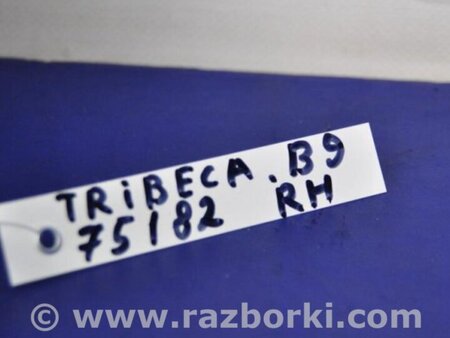 TRiBECA. B9
75182 RH
© www.razborki.com